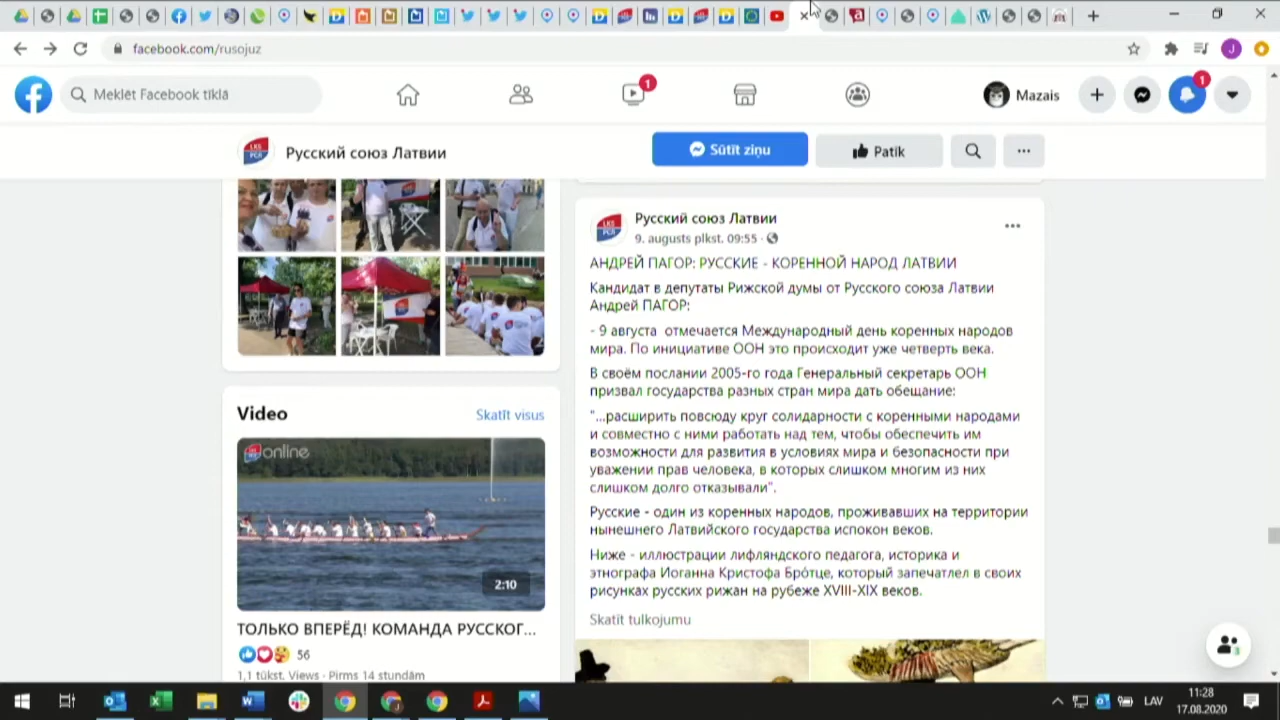 facebook.com/rusojuz
J
Meklēt Facebook tīklā
1
Mazais
1
Русский союз Латвии
Sūtīt ziņu
Patīk
Video
Skatīt visus
online
2:10
ТОЛЬКО ВПЕРЁД! КОМАНДА РУССКОГ...
56
1,1 tūkst. Views · Pirms 14 stundām
Русский союз Латвии
9. augusts plkst. 09:55 ·
АНДРЕЙ ПАГОР: РУССКИЕ - КОРЕННОЙ НАРОД ЛАТВИИ
Кандидат в депутаты Рижской думы от Русского союза Латвии
Андрей ПАГОР:
- 9 августа отмечается Международный день коренных народов
мира. По инициативе ООН это происходит уже четверть века.
В своём послании 2005-го года Генеральный секретарь ООН
призвал государства разных стран мира дать обещание:
"...расширить повсюду круг солидарности с коренными народами
и совместно с ними работать над тем, чтобы обеспечить им
возможности для развития в условиях мира и безопасности при
уважении прав человека, в которых слишком многим из них
слишком долго отказывали".
Русские - один из коренных народов, проживавших на территории
нынешнего Латвийского государства испокон веков.
Ниже - иллюстрации лифляндского педагога, историка и
этнографа Иоганна Кристофа Брóтце, который запечатлел в своих
рисунках русских рижан на рубеже XVIII-XIX веков.
Skatīt tulkojumu
LAV
11:28
17.08.2020